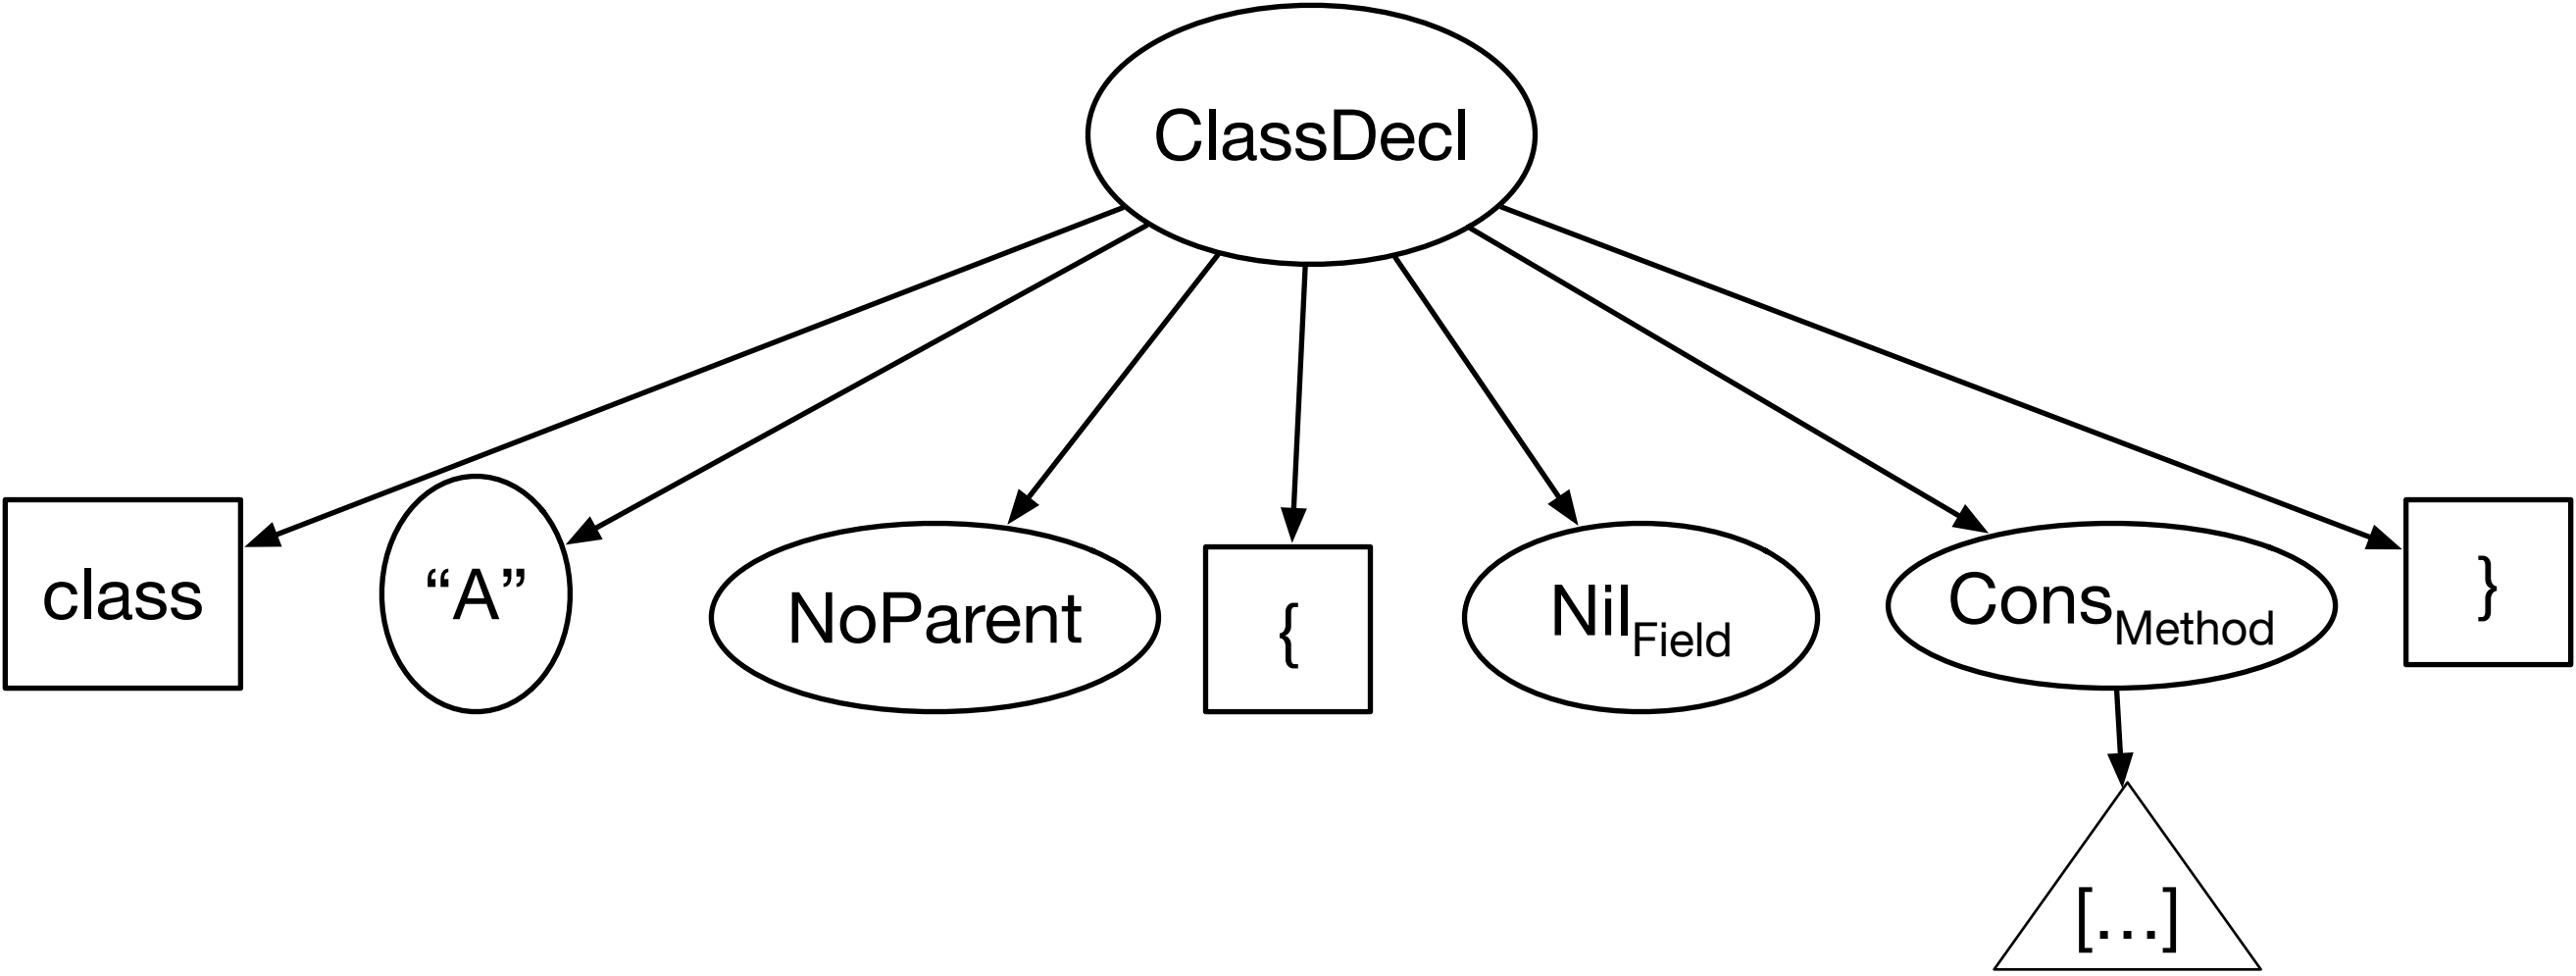 ClassDecl
class
“A”
NoParent
{
NilField
ConsMethod
}
[...]